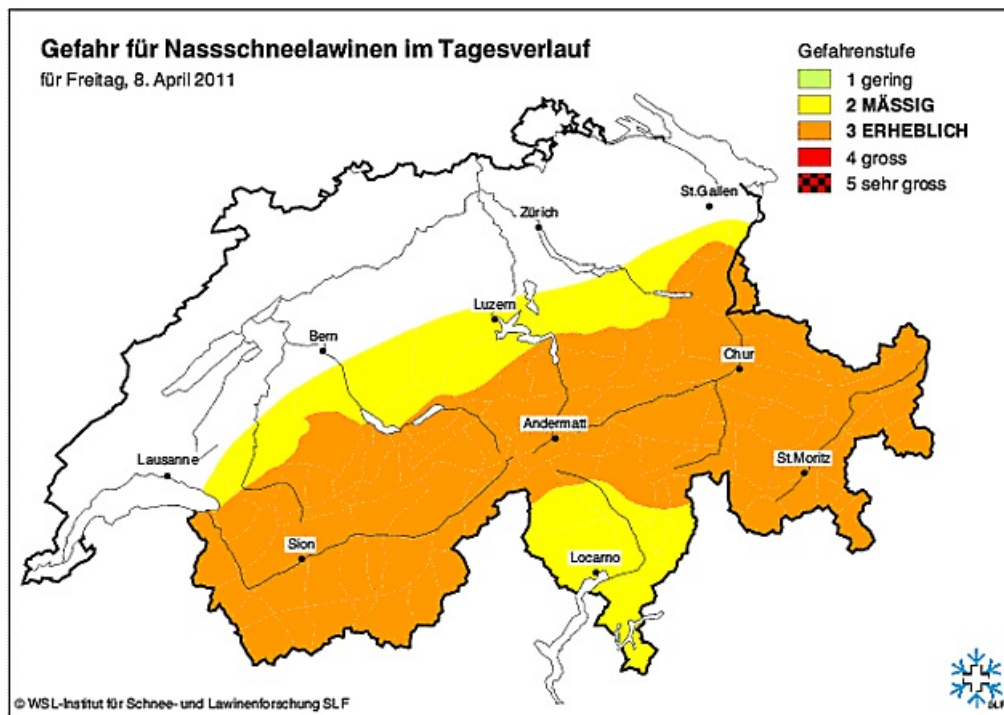 Gefahr für Nassschneelawinen im Tagesverlauf
für Freitag, 8. April 2011
Gefahrenstufe
1 gering
2 MÄSSIG
3 ERHEBLICH
4 gross
5 sehr gross
St.Gallen
Zürich
Luzern
Bern
Chur
Andermatt
Lausanne
St.Moritz
Sion
Locarno
© WSL-Institut für Schnee- und Lawinenforschung SLF
SLF